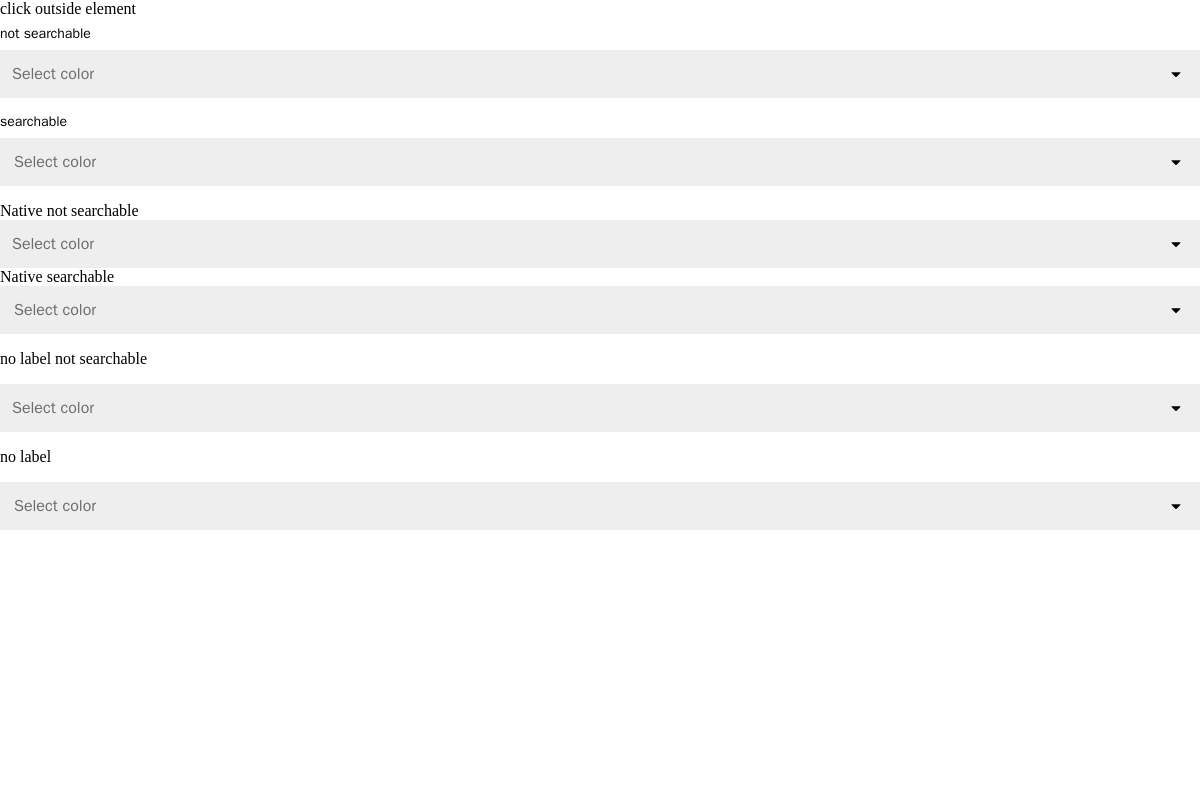 click outside element
not searchable
Select color
searchable
Select color
Native not searchable
Select color
Native searchable
Select color
no label not searchable
Select color
no label
Select color